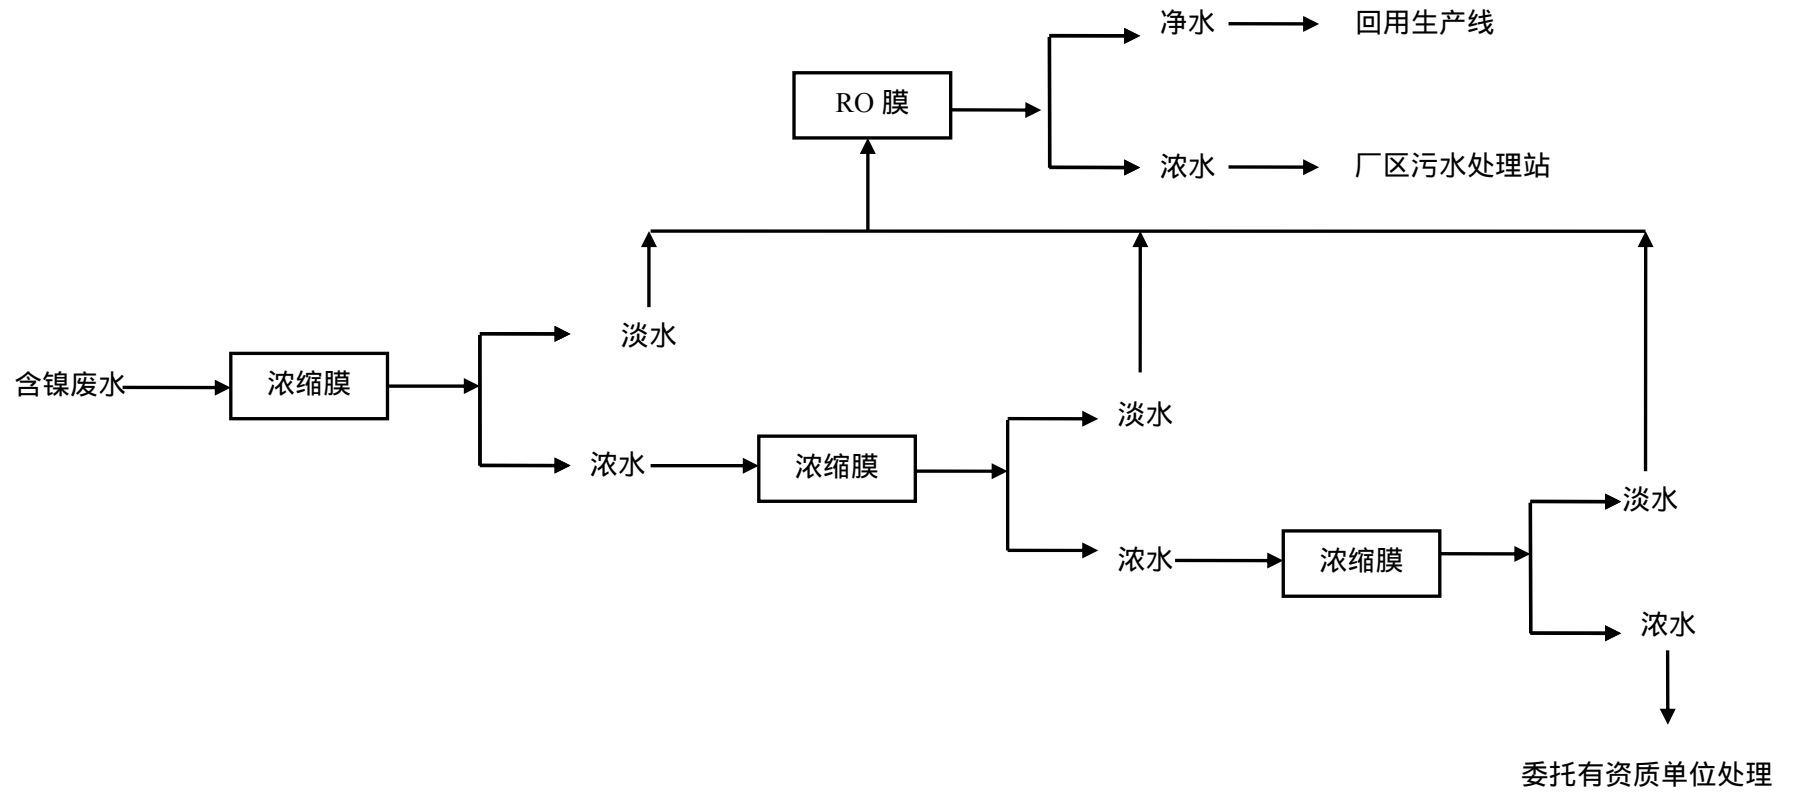 净水 回用生产线
RO 膜
浓水 厂区污水处理站
淡水
含镍废水 浓缩膜
淡水
浓水 浓缩膜
淡水
浓水 浓缩膜
浓水
委托有资质单位处理